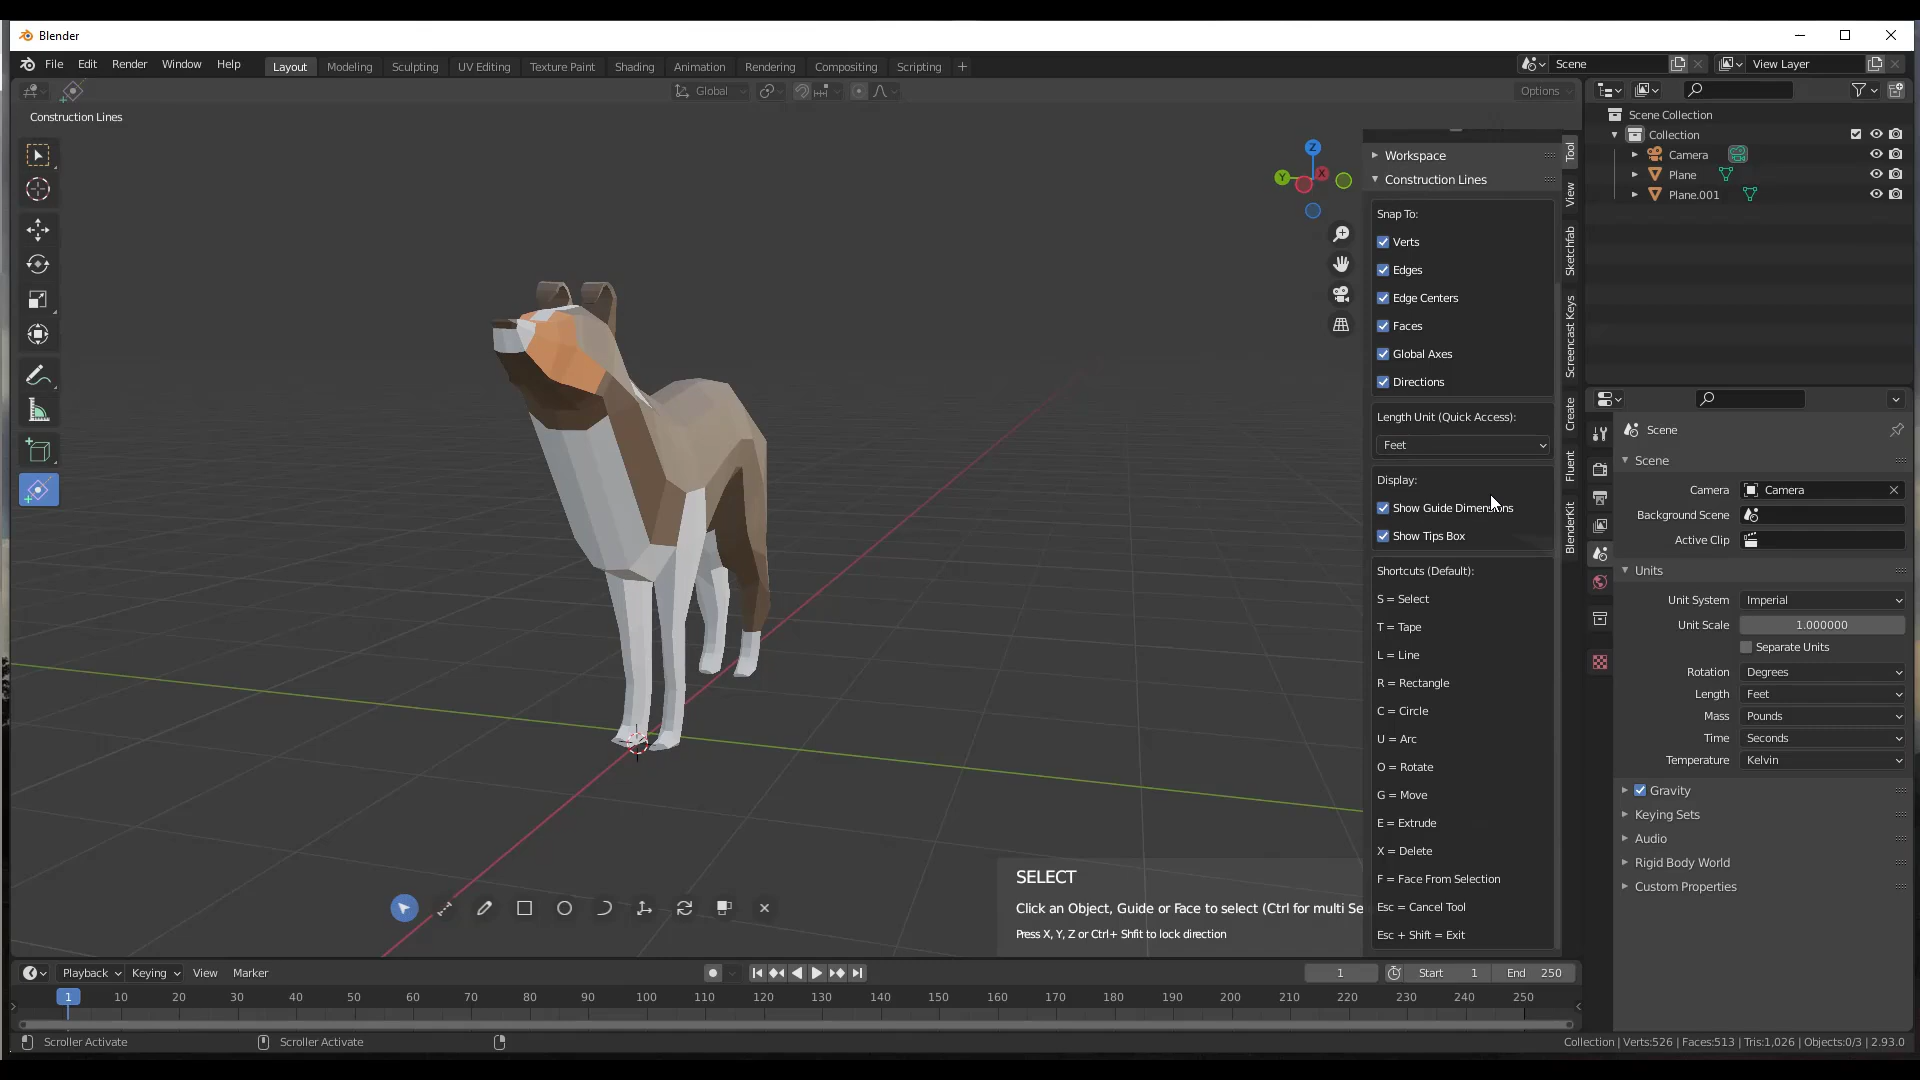 Blender
File Edit Render Window Help Layout Modeling Sculpting UV Editing Texture Paint Shading Animation Rendering Compositing Scripting + Scene View Layer
Global Options
Construction Lines
Z
Y X
Workspace
Construction Lines
Snap To:
Verts
Edges
Edge Centers
Faces
Global Axes
Directions
Length Unit (Quick Access):
Feet
Display:
Show Guide Dimensions
Show Tips Box
Shortcuts (Default):
S = Select
T = Tape
L = Line
R = Rectangle
C = Circle
U = Arc
O = Rotate
G = Move
E = Extrude
X = Delete
F = Face From Selection
Esc = Cancel Tool
Esc + Shift = Exit
Tool
View
Sketchfab
Screencast Keys
Create
Fluent
BlenderKit
Scene Collection
Collection
Camera
Plane
Plane.001
Scene
Scene
Camera Camera
Background Scene
Active Clip
Units
Unit System Imperial
Unit Scale 1.000000
Separate Units
Rotation Degrees
Length Feet
Mass Pounds
Time Seconds
Temperature Kelvin
Gravity
Keying Sets
Audio
Rigid Body World
Custom Properties
SELECT
Click an Object, Guide or Face to select (Ctrl for multi Se
Press X, Y, Z or Ctrl+ Shfit to lock direction
Playback Keying View Marker 1 Start 1 End 250
1 10 20 30 40 50 60 70 80 90 100 110 120 130 140 150 160 170 180 190 200 210 220 230 240 250
Scroller Activate Scroller Activate Collection | Verts:526 | Faces:513 | Tris:1,026 | Objects:0/3 | 2.93.0